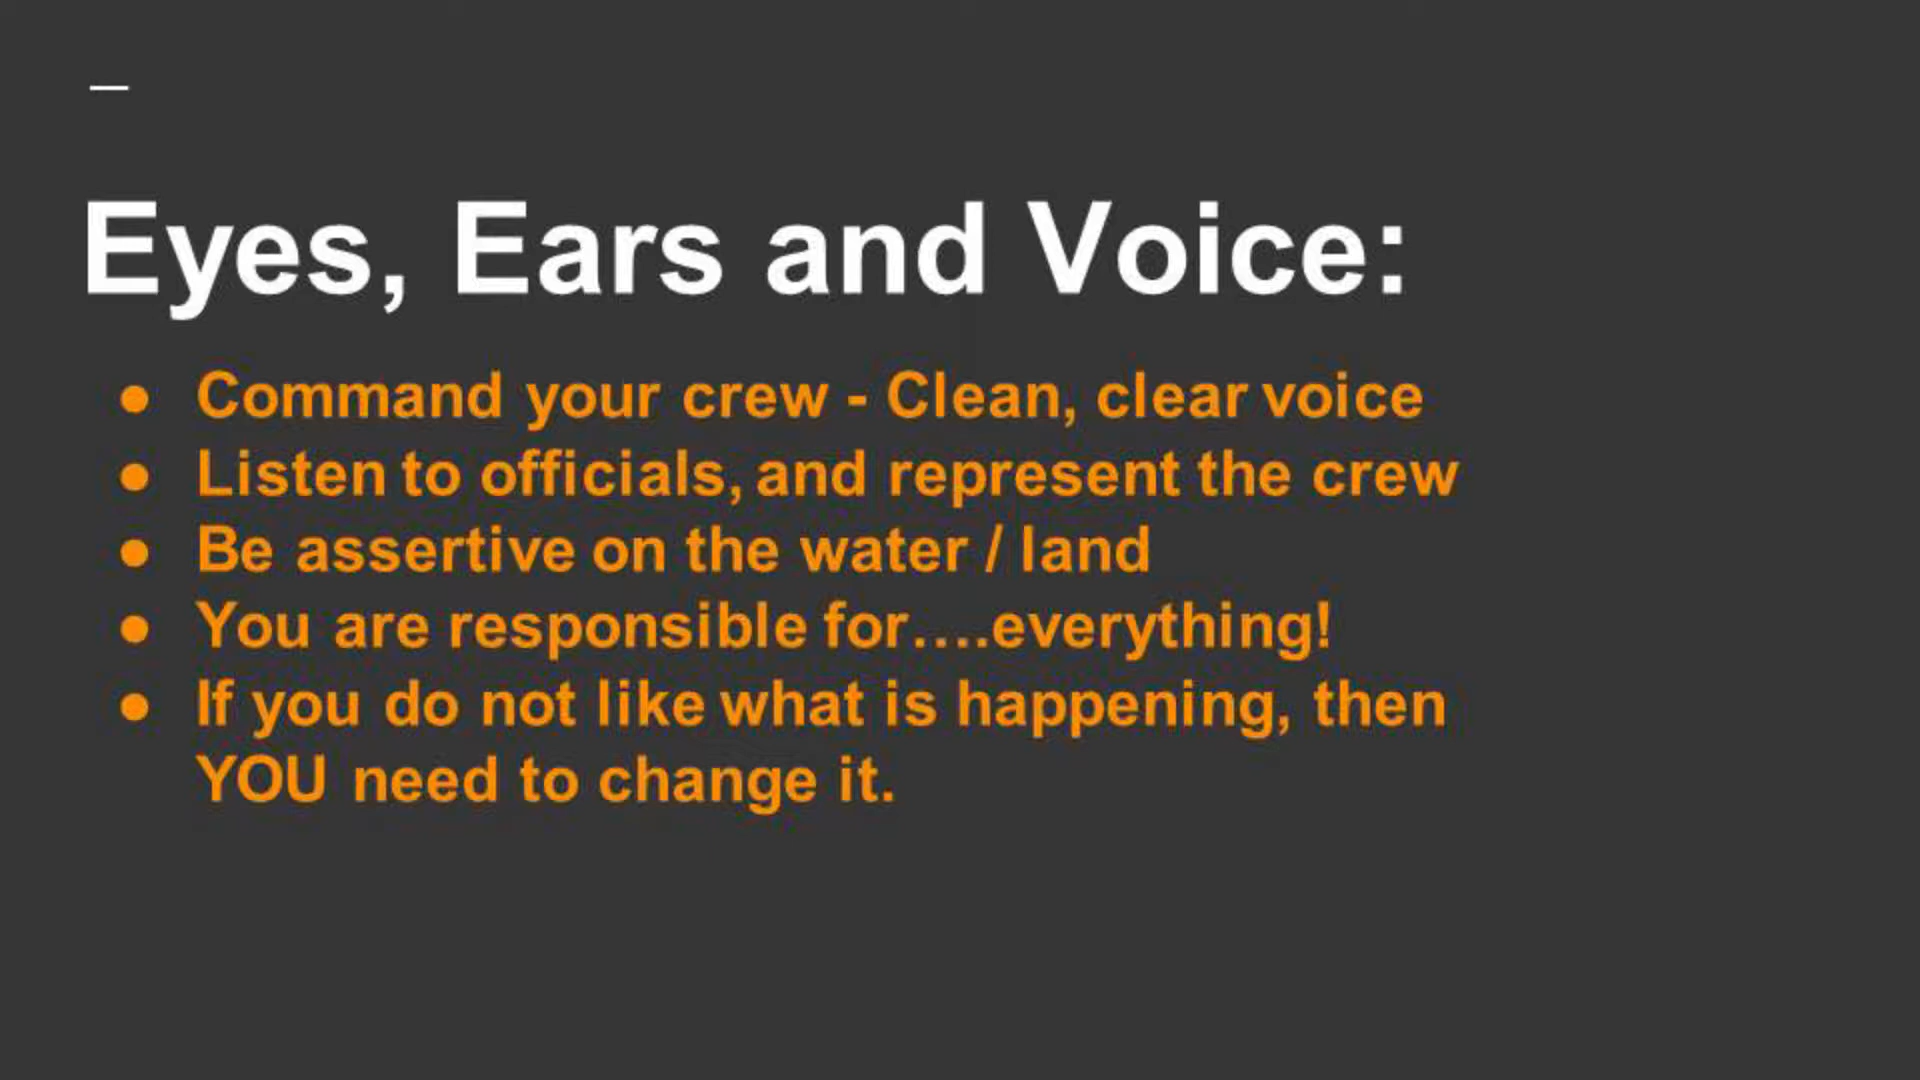 Eyes, Ears and Voice:
● Command your crew - Clean, clear voice
● Listen to officials, and represent the crew
● Be assertive on the water / land
● You are responsible for....everything!
● If you do not like what is happening, then
YOU need to change it.